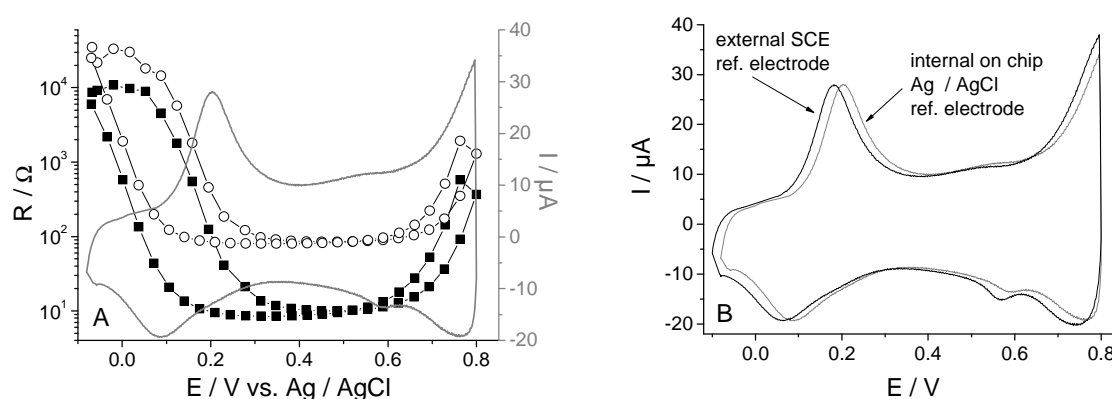 40
30
20
10
0
-10
-20
I / µA
10⁴
10³
10²
10¹
R / Ω
A
0.0 0.2 0.4 0.6 0.8
E / V vs. Ag / AgCl
40
30
20
10
0
-10
-20
I / µA
external SCE
ref. electrode
internal on chip
Ag / AgCl
ref. electrode
B
0.0 0.2 0.4 0.6 0.8
E / V